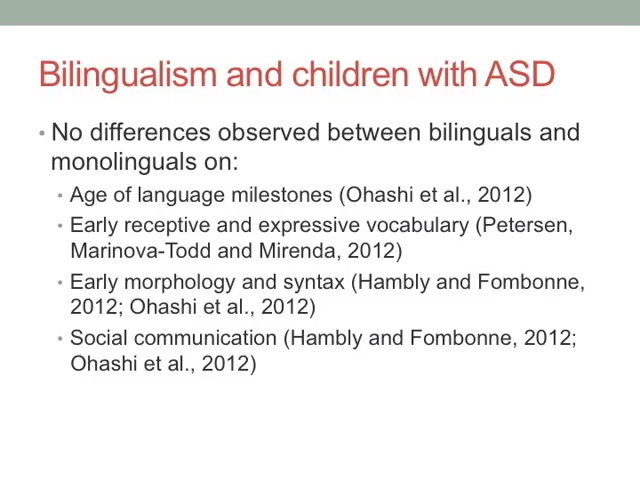 Bilingualism and children with ASD
• No differences observed between bilinguals and
monolinguals on:
• Age of language milestones (Ohashi et al., 2012)
• Early receptive and expressive vocabulary (Petersen,
Marinova-Todd and Mirenda, 2012)
• Early morphology and syntax (Hambly and Fombonne,
2012; Ohashi et al., 2012)
• Social communication (Hambly and Fombonne, 2012;
Ohashi et al., 2012)